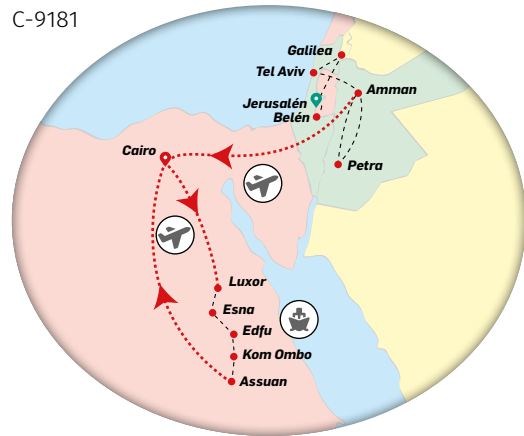 C-9181
Galilea
Tel Aviv
Amman
Jerusalén
Belén
Cairo
Petra
Luxor
Esna
Edfu
Kom Ombo
Assuan